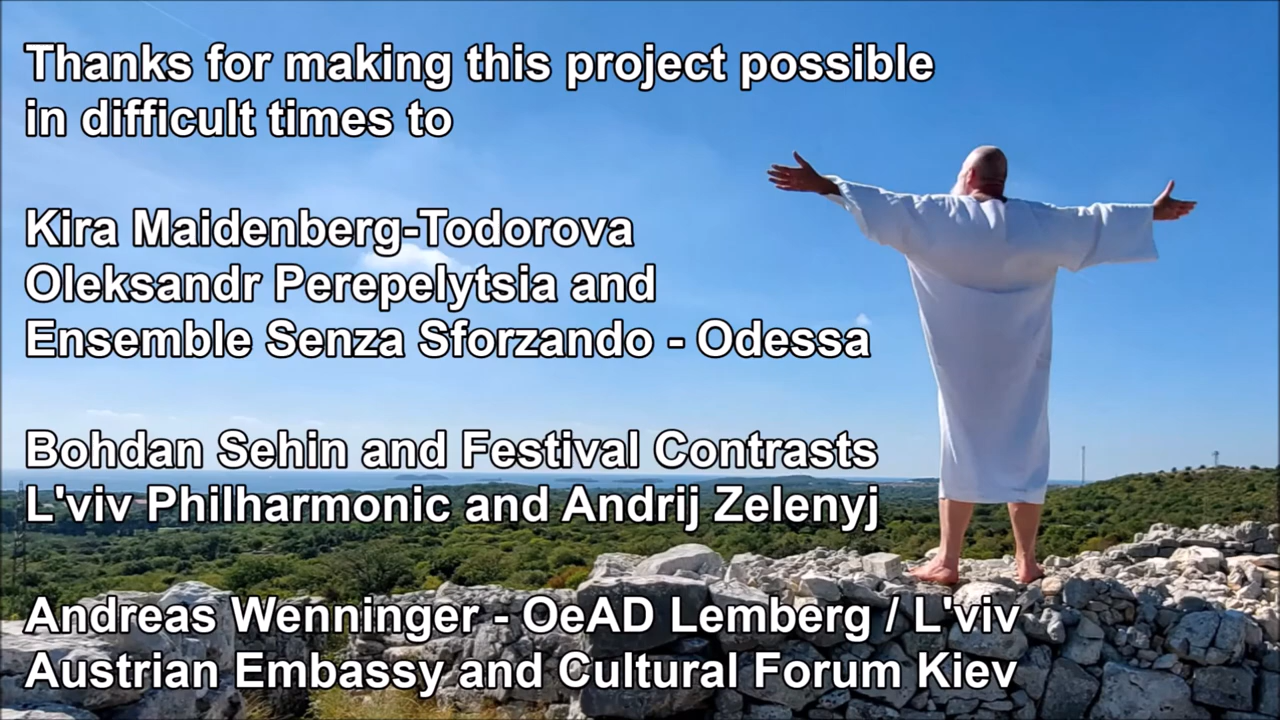 Thanks for making this project possible
in difficult times to
Kira Maidenberg-Todorova
Oleksandr Perepelytsia and
Ensemble Senza Sforzando - Odessa
Bohdan Sehin and Festival Contrasts
L'viv Philharmonic and Andrij Zelenyj
Andreas Wenninger - OeAD Lemberg / L'viv
Austrian Embassy and Cultural Forum Kiev